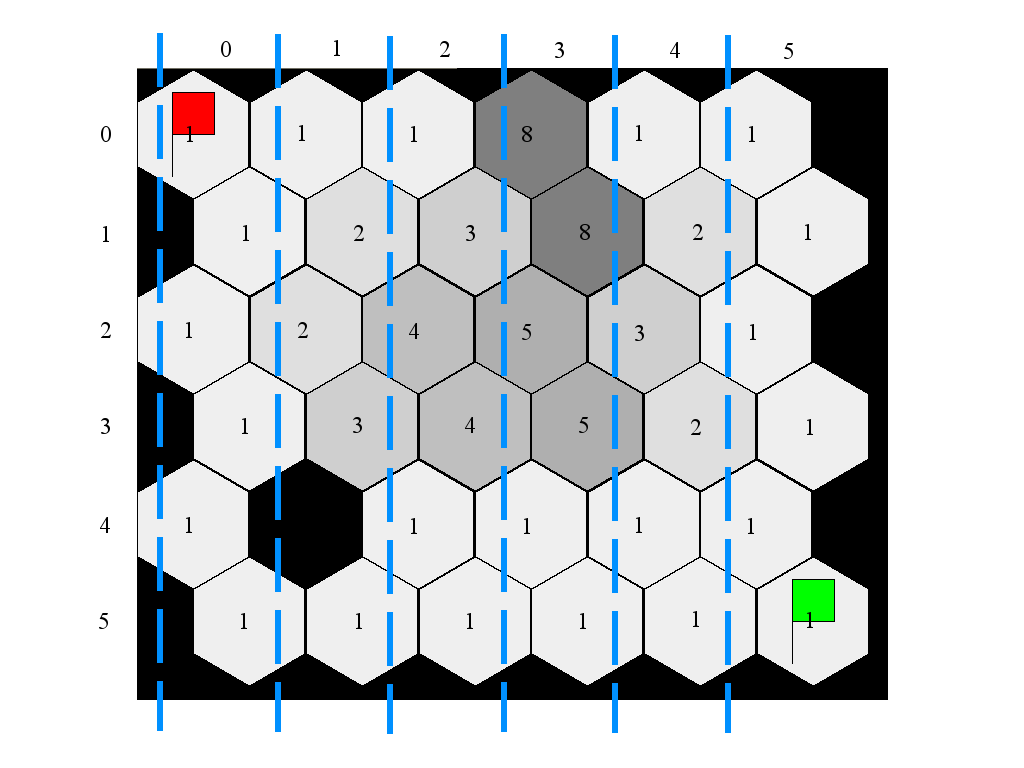 0 1 2 3 4 5
0 1 1 1 8 1 1
1 1 2 3 8 2 1
2 1 2 4 5 3 1
3 1 3 4 5 2 1
4 1 1 1 1 1
5 1 1 1 1 1 1